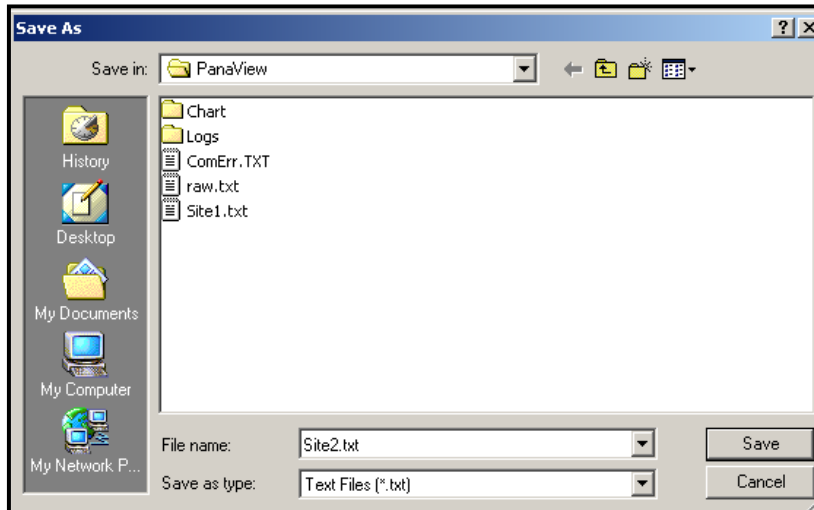 Save As
Save in: PanaView
Chart
Logs
ComErr.TXT
raw.txt
Site1.txt
History
Desktop
My Documents
My Computer
My Network P...
File name: Site2.txt Save
Save as type: Text Files (*.txt) Cancel